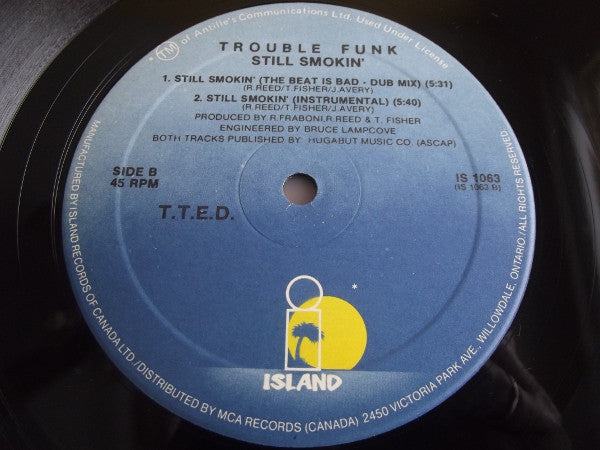 * TM of Antille's Communications Ltd. Used Under License
TROUBLE FUNK
STILL SMOKIN'
1. STILL SMOKIN' (THE BEAT IS BAD - DUB MIX) (5:31)
(R.REED/T.FISHER/J.AVERY)
2. STILL SMOKIN' (INSTRUMENTAL) (5:40)
(R.REED/T.FISHER/J.AVERY)
PRODUCED BY R.FRABONI,R.REED & T. FISHER
ENGINEERED BY BRUCE LAMPCOVE
BOTH TRACKS PUBLISHED BY HUGABUT MUSIC CO. (ASCAP)
SIDE B
45 RPM
IS 1063
(IS 1063 B)
T.T.E.D.
*
ISLAND
MANUFACTURED BY ISLAND RECORDS OF CANADA LTD./DISTRIBUTED BY MCA RECORDS (CANADA) 2450 VICTORIA PARK AVE., WILLOWDALE, ONTARIO./ALL RIGHTS RESERVED.